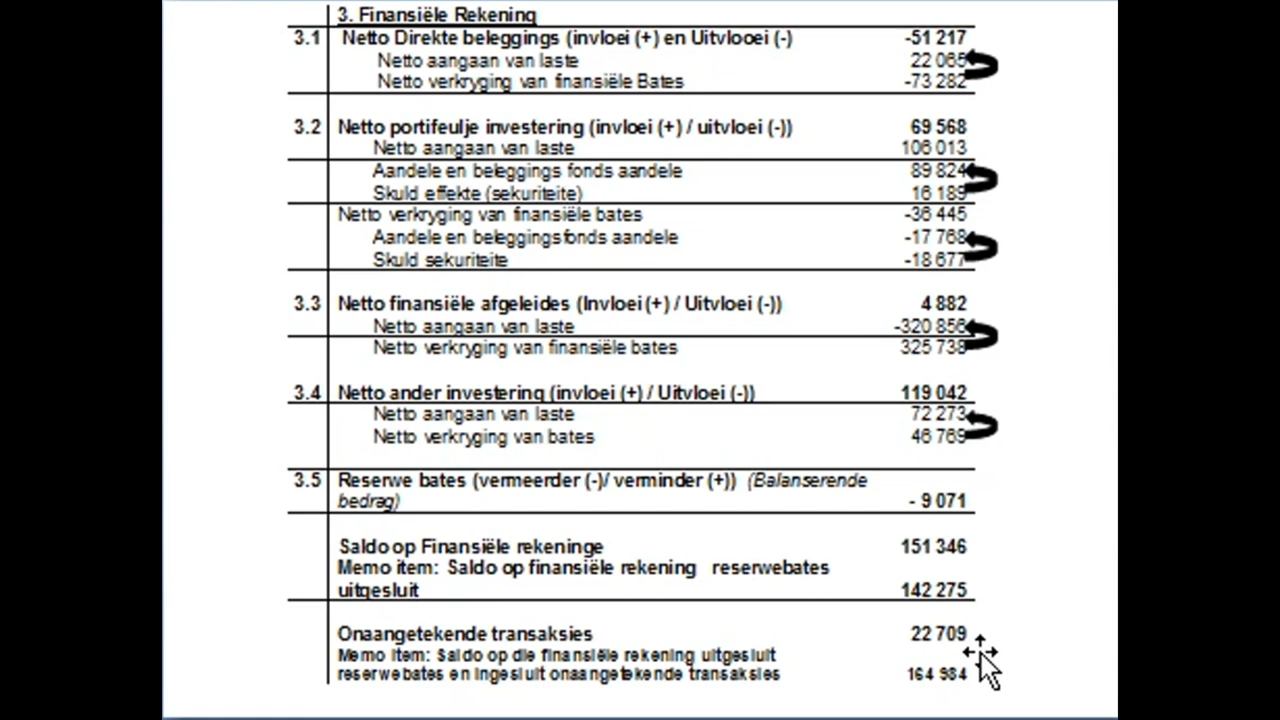 3. Finansiële Rekening
3.1 Netto Direkte beleggings (invloei (+) en Uitvlooei (-) -51 217
Netto aangaan van laste 22 065
Netto verkryging van finansiële Bates -73 282
3.2 Netto portifeulje investering (invloei (+) / uitvloei (-)) 69 568
Netto aangaan van laste 106 013
Aandele en beleggings fonds aandele 89 824
Skuld effekte (sekuriteite) 16 189
Netto verkryging van finansiële bates -36 445
Aandele en beleggingsfonds aandele -17 768
Skuld sekuriteite -18 677
3.3 Netto finansiële afgeleides (Invloei (+) / Uitvloei (-)) 4 882
Netto aangaan van laste -320 856
Netto verkryging van finansiële bates 325 738
3.4 Netto ander investering (invloei (+) / Uitvloei (-)) 119 042
Netto aangaan van laste 72 273
Netto verkryging van bates 46 769
3.5 Reserwe bates (vermeerder (-)/ verminder (+)) (Balanserende
bedrag) - 9 071
Saldo op Finansiële rekeninge 151 346
Memo item: Saldo op finansiële rekening reserwebates
uitgesluit 142 275
Onaangetekende transaksies 22 709
Memo item: Saldo op die finansiële rekening uitgesluit
reserwebates en ingesluit onaangetekende transaksies 164 984